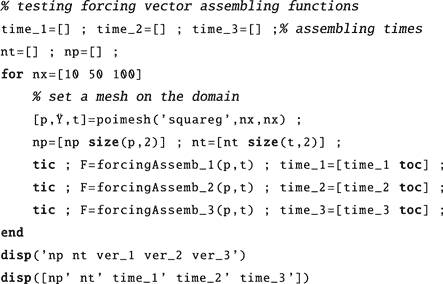 % testing forcing vector assembling functions
time_1=[] ; time_2=[] ; time_3=[] ;% assembling times
nt=[] ; np=[] ;
for nx=[10 50 100]
% set a mesh on the domain
[p,Ÿ,t]=poimesh('squareg',nx,nx) ;
np=[np size(p,2)] ; nt=[nt size(t,2)] ;
tic ; F=forcingAssemb_1(p,t) ; time_1=[time_1 toc] ;
tic ; F=forcingAssemb_2(p,t) ; time_2=[time_2 toc] ;
tic ; F=forcingAssemb_3(p,t) ; time_3=[time_3 toc] ;
end
disp('np nt ver_1 ver_2 ver_3')
disp([np' nt' time_1' time_2' time_3'])